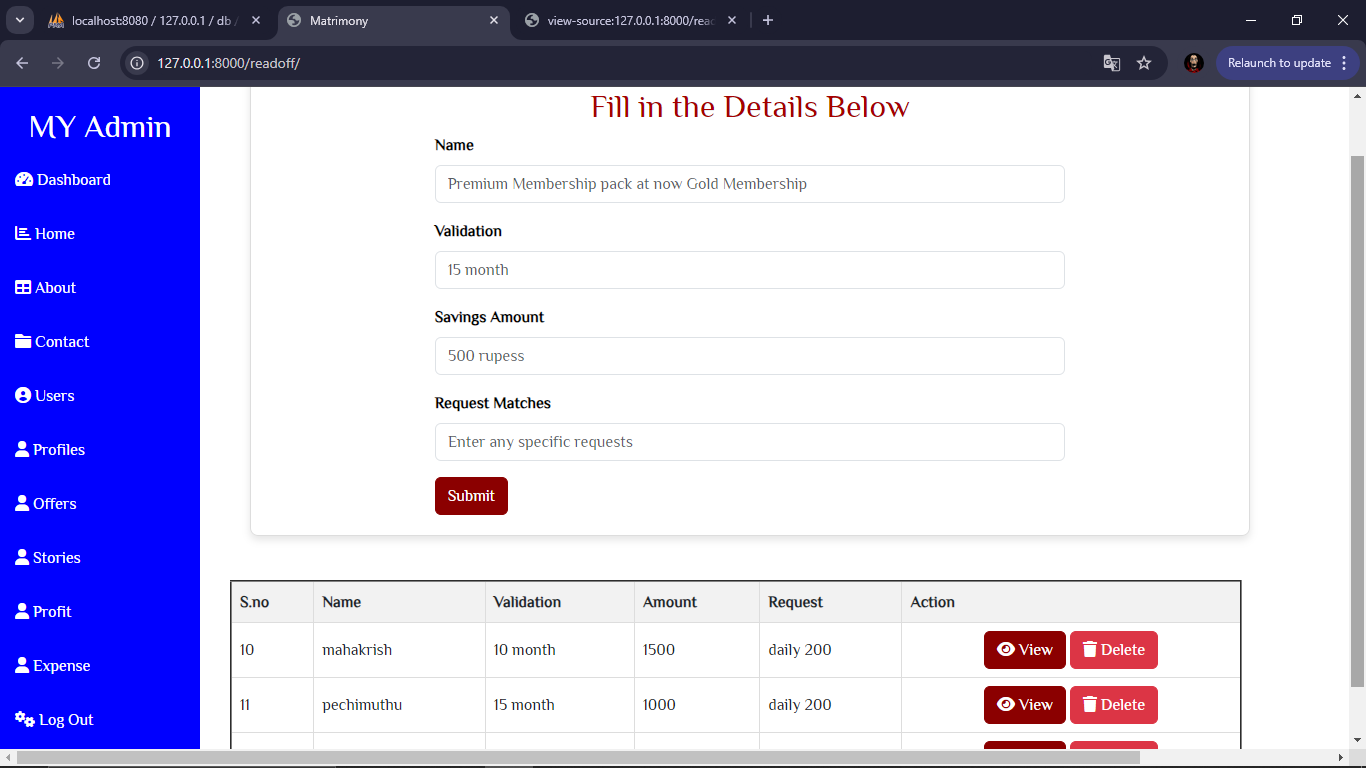 localhost:8080 / 127.0.0.1 / db /
Matrimony
view-source:127.0.0.1:8000/read
127.0.0.1:8000/readoff/
Relaunch to update
MY Admin
Dashboard
Home
About
Contact
Users
Profiles
Offers
Stories
Profit
Expense
Log Out
Fill in the Details Below
Name
Premium Membership pack at now Gold Membership
Validation
15 month
Savings Amount
500 rupess
Request Matches
Enter any specific requests
Submit
S.no Name Validation Amount Request Action
10 mahakrish 10 month 1500 daily 200 View Delete
11 pechimuthu 15 month 1000 daily 200 View Delete